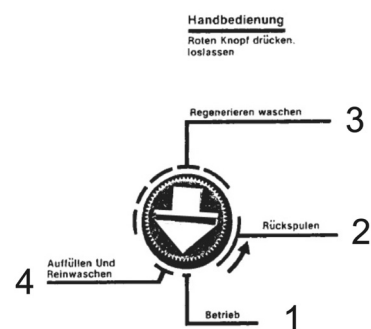 Handbedienung
Roten Knopf drücken.
loslassen
Regenerieren waschen
3
Rückspulen
2
Auffüllen Und
Reinwaschen
4
Betrieb
1